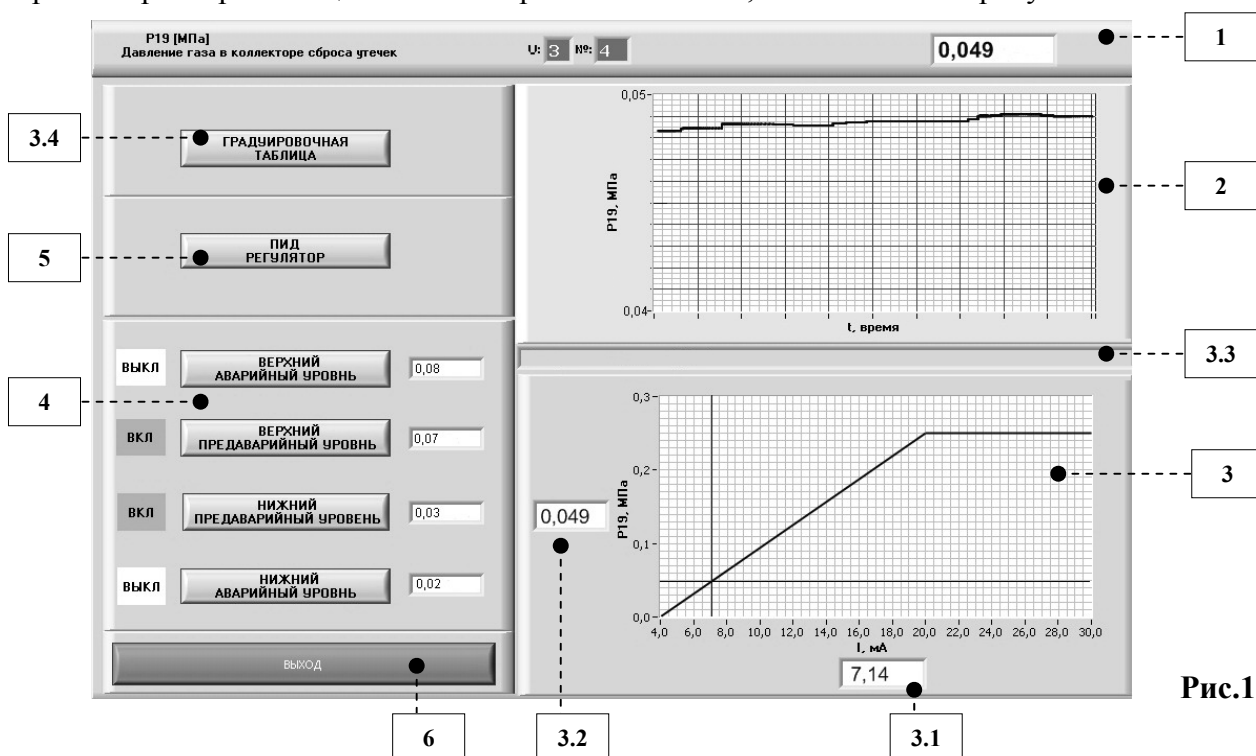 P19 [МПа]
Давление газа в коллекторе сброса утечек
U: 3 №: 4
0,049
1
3.4
ГРАДУИРОВОЧНАЯ
ТАБЛИЦА
0,05
P19, МПа
0,04
t, время
2
5
ПИД
РЕГУЛЯТОР
3.3
4
ВЫКЛ
ВЕРХНИЙ
АВАРИЙНЫЙ УРОВНЬ
0,08
ВКЛ
ВЕРХНИЙ
ПРЕДАВАРИЙНЫЙ УРОВНЬ
0,07
ВКЛ
НИЖНИЙ
ПРЕДАВАРИЙНЫЙ УРОВЕНЬ
0,03
ВЫКЛ
НИЖНИЙ
АВАРИЙНЫЙ УРОВНЬ
0,02
0,049
0,3
0,2
0,1
0,0
P19, МПа
4,0 6,0 8,0 10,0 12,0 14,0 16,0 18,0 20,0 22,0 24,0 26,0 28,0 30,0
I, мА
7,14
3
ВЫХОД
Рис.1
6
3.2
3.1